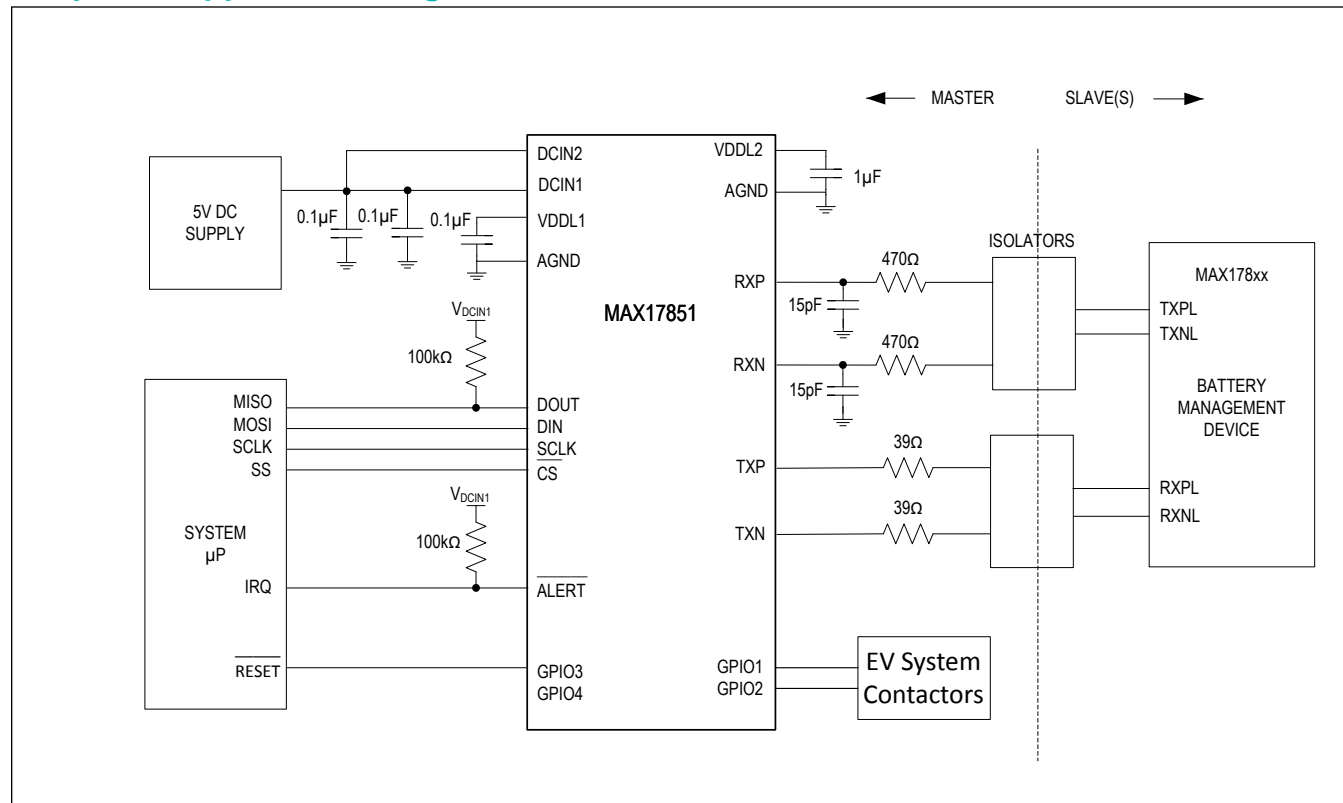 MASTER
SLAVE(S)
DCIN2
DCIN1
VDDL1
AGND
VDDL2
AGND
1µF
5V DC
SUPPLY
0.1µF
0.1µF
0.1µF
ISOLATORS
RXP
470Ω
15pF
RXN
470Ω
15pF
MAX17851
MAX178xx
TXPL
TXNL
BATTERY
MANAGEMENT
DEVICE
RXPL
RXNL
VDCIN1
100kΩ
MISO
MOSI
SCLK
SS
DOUT
DIN
SCLK
CS
TXP
39Ω
TXN
39Ω
VDCIN1
100kΩ
SYSTEM
µP
IRQ
ALERT
RESET
GPIO3
GPIO4
GPIO1
GPIO2
EV System
Contactors